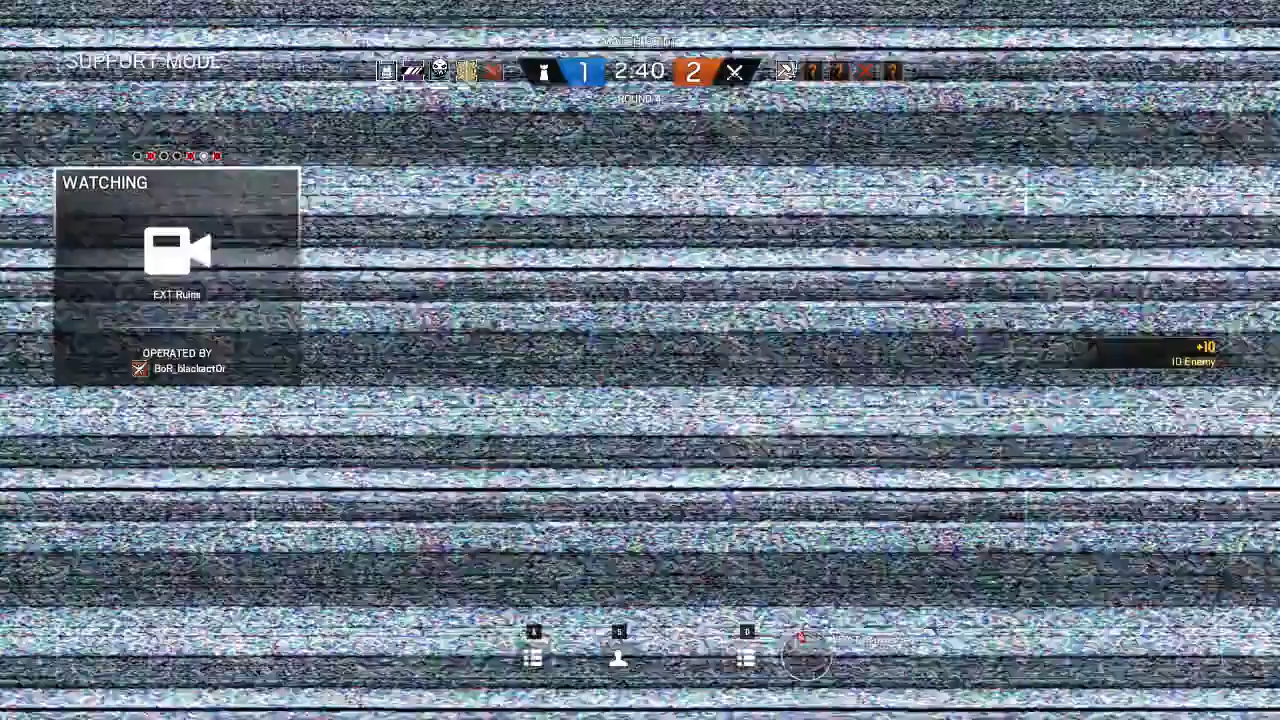 SUPPORT MODE
1 2:40 2
? ? ?
WATCHING
EXT Ruins
OPERATED BY
BoR_blackact0r
+10
ID Enemy
A S D